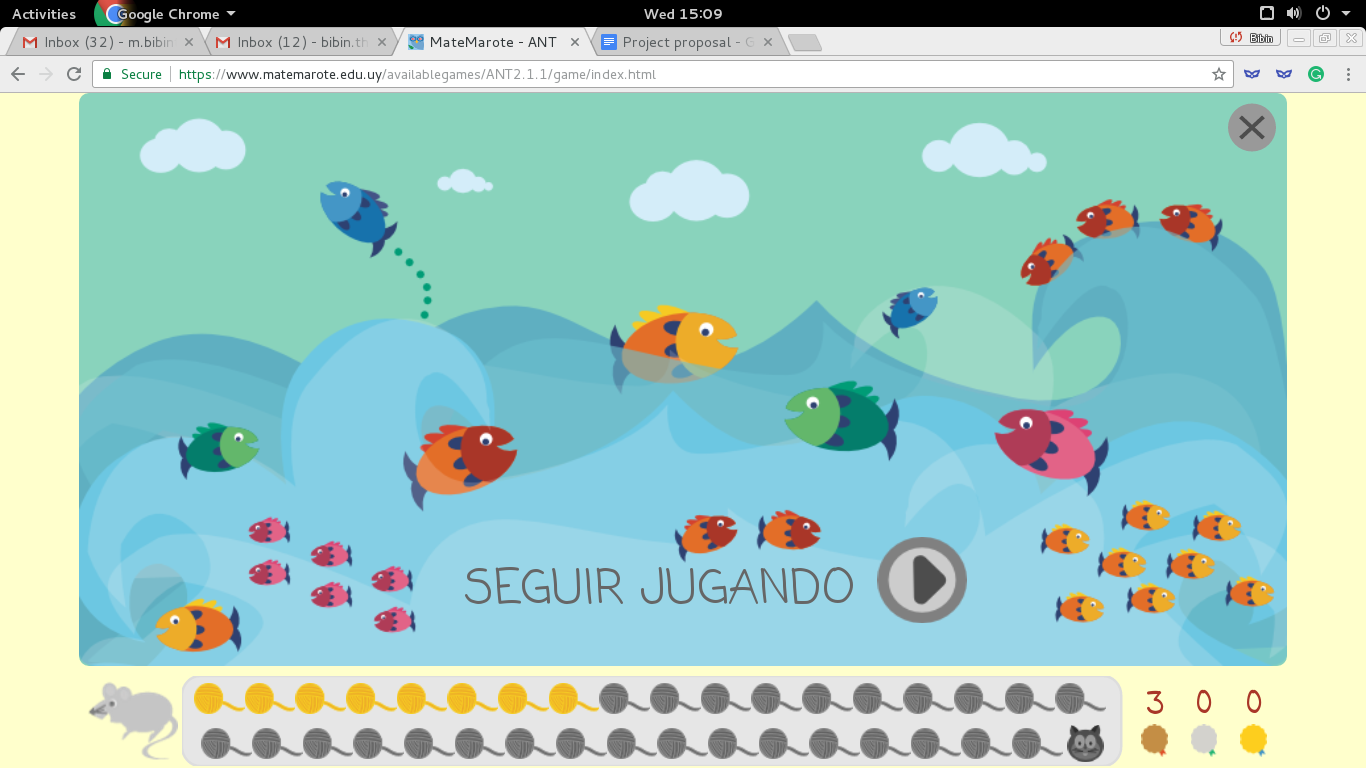 Activities
Google Chrome
Wed 15:09
Inbox (32) - m.bibin
Inbox (12) - bibin.th
MateMarote - ANT
Project proposal - G
Bibin
Secure
https://www.matemarote.edu.uy/availablegames/ANT2.1.1/game/index.html
SEGUIR JUGANDO
3 0 0